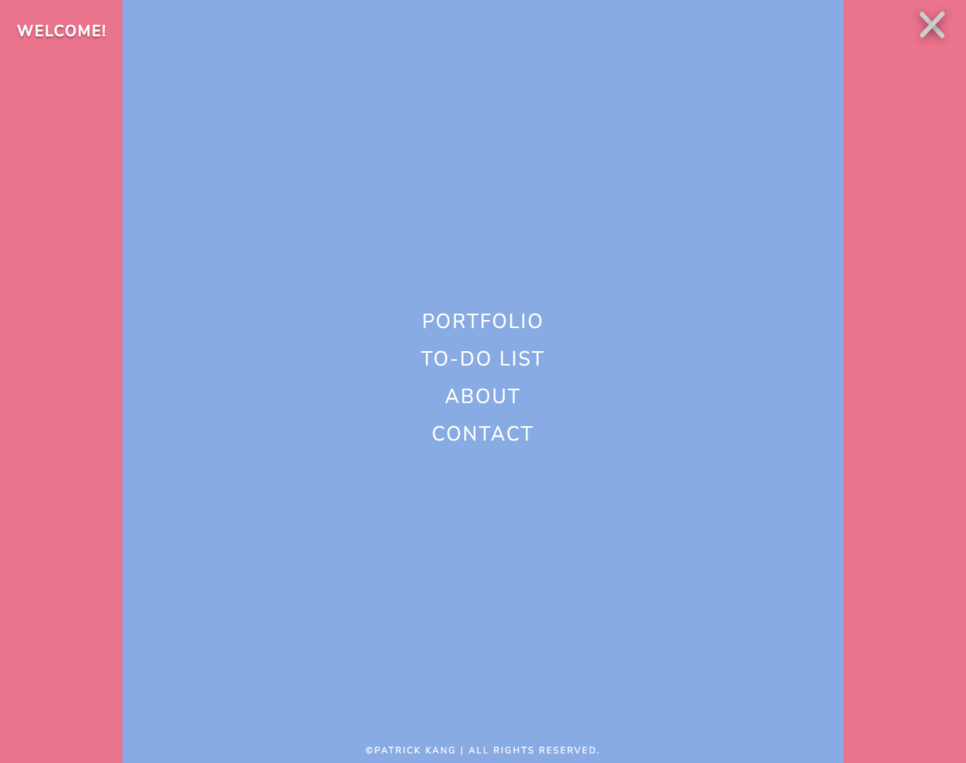 WELCOME!
PORTFOLIO
TO-DO LIST
ABOUT
CONTACT
©PATRICK KANG | ALL RIGHTS RESERVED.